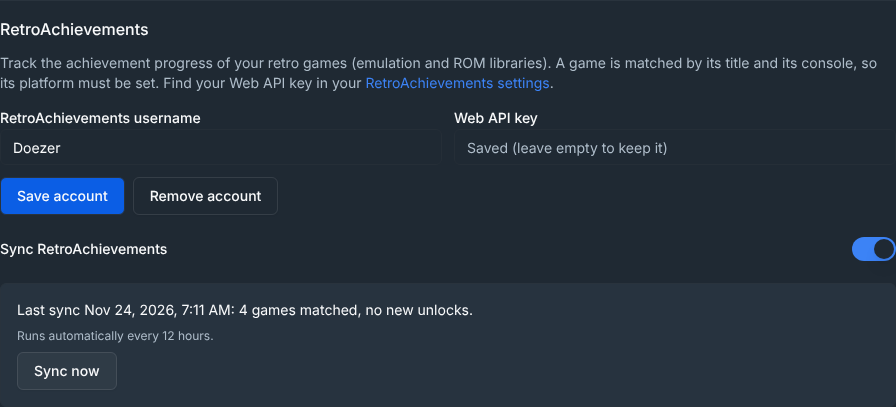 RetroAchievements
Track the achievement progress of your retro games (emulation and ROM libraries). A game is matched by its title and its console, so
its platform must be set. Find your Web API key in your RetroAchievements settings.
RetroAchievements username
Web API key
Doezer
Saved (leave empty to keep it)
Save account
Remove account
Sync RetroAchievements
Last sync Nov 24, 2026, 7:11 AM: 4 games matched, no new unlocks.
Runs automatically every 12 hours.
Sync now